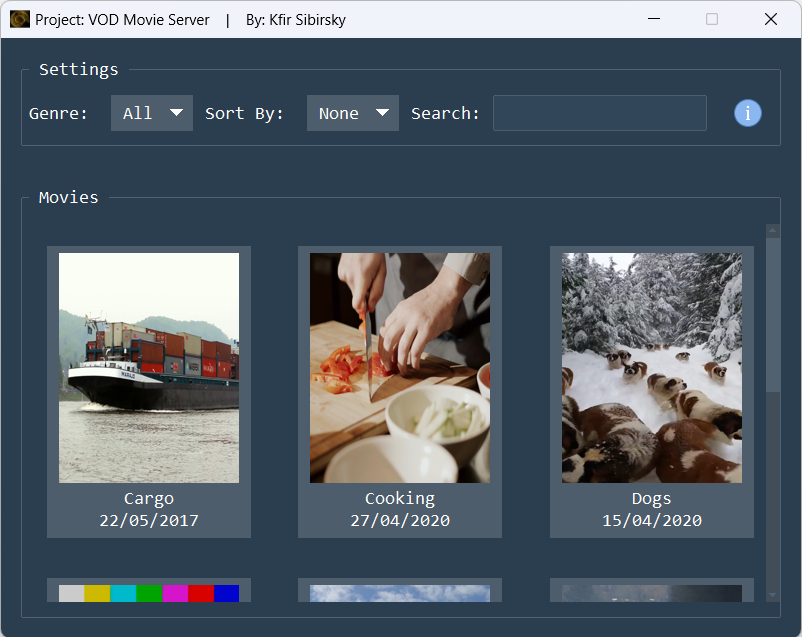 Project: VOD Movie Server | By: Kfir Sibirsky
Settings
Genre: All Sort By: None Search: i
Movies
Cargo
22/05/2017
Cooking
27/04/2020
Dogs
15/04/2020